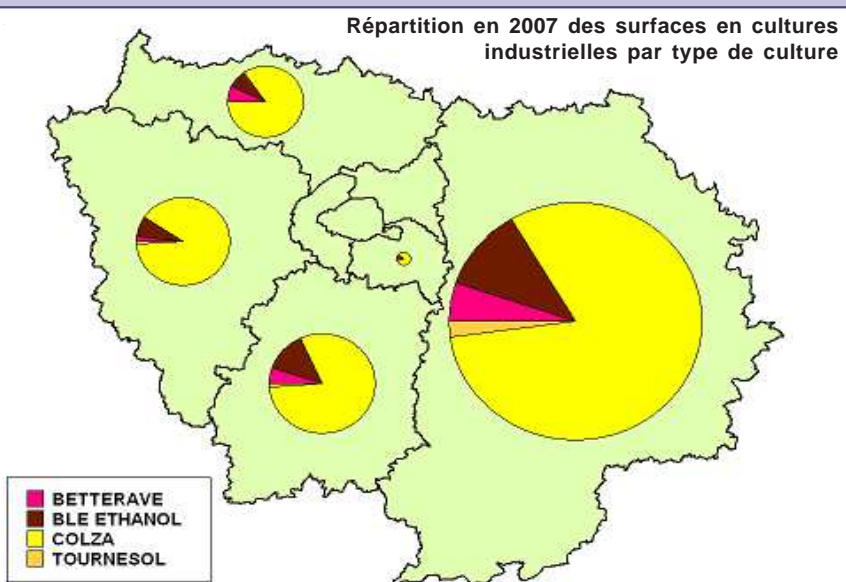 Répartition en 2007 des surfaces en cultures
industrielles par type de culture
BETTERAVE
BLE ETHANOL
COLZA
TOURNESOL